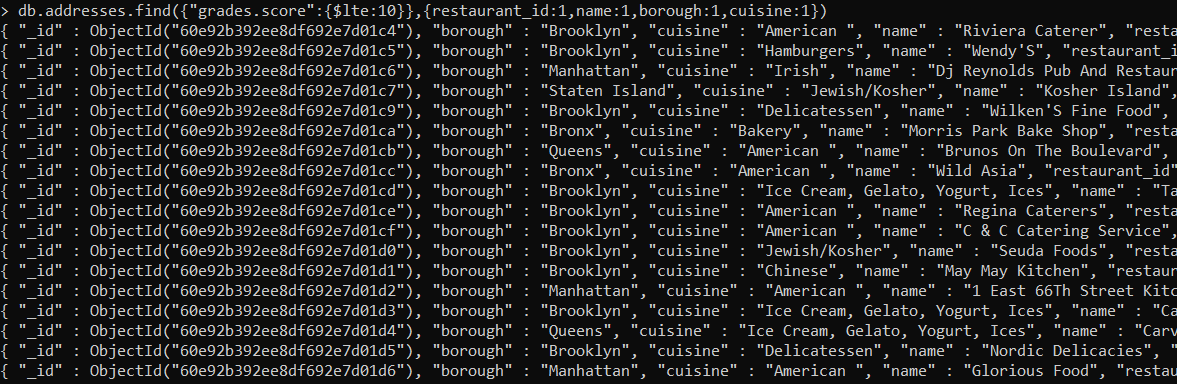 > db.addresses.find({"grades.score":{$lte:10}},{restaurant_id:1,name:1,borough:1,cuisine:1})
{ "_id" : ObjectId("60e92b392ee8df692e7d01c4"), "borough" : "Brooklyn", "cuisine" : "American ", "name" : "Riviera Caterer", "restaur
{ "_id" : ObjectId("60e92b392ee8df692e7d01c5"), "borough" : "Brooklyn", "cuisine" : "Hamburgers", "name" : "Wendy'S", "restaurant_i
{ "_id" : ObjectId("60e92b392ee8df692e7d01c6"), "borough" : "Manhattan", "cuisine" : "Irish", "name" : "Dj Reynolds Pub And Restaur
{ "_id" : ObjectId("60e92b392ee8df692e7d01c7"), "borough" : "Staten Island", "cuisine" : "Jewish/Kosher", "name" : "Kosher Island",
{ "_id" : ObjectId("60e92b392ee8df692e7d01c9"), "borough" : "Brooklyn", "cuisine" : "Delicatessen", "name" : "Wilken'S Fine Food",
{ "_id" : ObjectId("60e92b392ee8df692e7d01ca"), "borough" : "Bronx", "cuisine" : "Bakery", "name" : "Morris Park Bake Shop", "resta
{ "_id" : ObjectId("60e92b392ee8df692e7d01cb"), "borough" : "Queens", "cuisine" : "American ", "name" : "Brunos On The Boulevard",
{ "_id" : ObjectId("60e92b392ee8df692e7d01cc"), "borough" : "Bronx", "cuisine" : "American ", "name" : "Wild Asia", "restaurant_id"
{ "_id" : ObjectId("60e92b392ee8df692e7d01cd"), "borough" : "Brooklyn", "cuisine" : "Ice Cream, Gelato, Yogurt, Ices", "name" : "Ta
{ "_id" : ObjectId("60e92b392ee8df692e7d01ce"), "borough" : "Brooklyn", "cuisine" : "American ", "name" : "Regina Caterers", "resta
{ "_id" : ObjectId("60e92b392ee8df692e7d01cf"), "borough" : "Brooklyn", "cuisine" : "American ", "name" : "C & C Catering Service",
{ "_id" : ObjectId("60e92b392ee8df692e7d01d0"), "borough" : "Brooklyn", "cuisine" : "Jewish/Kosher", "name" : "Seuda Foods", "resta
{ "_id" : ObjectId("60e92b392ee8df692e7d01d1"), "borough" : "Brooklyn", "cuisine" : "Chinese", "name" : "May May Kitchen", "restaur
{ "_id" : ObjectId("60e92b392ee8df692e7d01d2"), "borough" : "Manhattan", "cuisine" : "American ", "name" : "1 East 66Th Street Kitc
{ "_id" : ObjectId("60e92b392ee8df692e7d01d3"), "borough" : "Brooklyn", "cuisine" : "Ice Cream, Gelato, Yogurt, Ices", "name" : "Ca
{ "_id" : ObjectId("60e92b392ee8df692e7d01d4"), "borough" : "Queens", "cuisine" : "Ice Cream, Gelato, Yogurt, Ices", "name" : "Carv
{ "_id" : ObjectId("60e92b392ee8df692e7d01d5"), "borough" : "Brooklyn", "cuisine" : "Delicatessen", "name" : "Nordic Delicacies", "
{ "_id" : ObjectId("60e92b392ee8df692e7d01d6"), "borough" : "Manhattan", "cuisine" : "American ", "name" : "Glorious Food", "restau